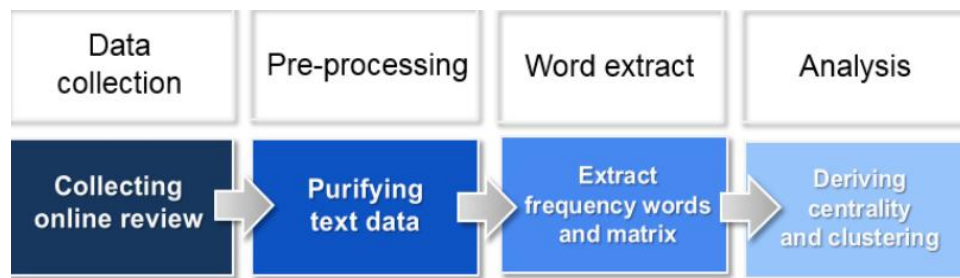 Data
collection
Pre-processing
Word extract
Analysis
Collecting
online review
Purifying
text data
Extract
frequency words
and matrix
Deriving
centrality
and clustering